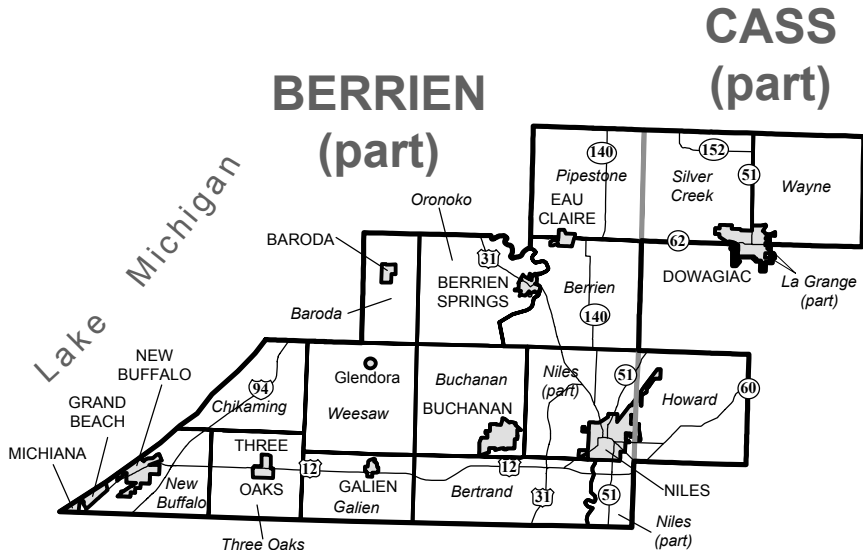 CASS
(part)
BERRIEN
(part)
Lake Michigan
140
152
51
Pipestone
Silver
Creek
Wayne
Oronoko
EAU
CLAIRE
62
BARODA
31
BERRIEN
SPRINGS
Berrien
DOWAGIAC
La Grange
(part)
Baroda
140
NEW
BUFFALO
94
Glendora
Buchanan
Niles
(part)
51
60
GRAND
BEACH
Chikaming
Weesaw
BUCHANAN
Howard
MICHIANA
THREE
OAKS
12
12
New
Buffalo
GALIEN
Galien
Bertrand
31
51
NILES
Niles
(part)
Three Oaks